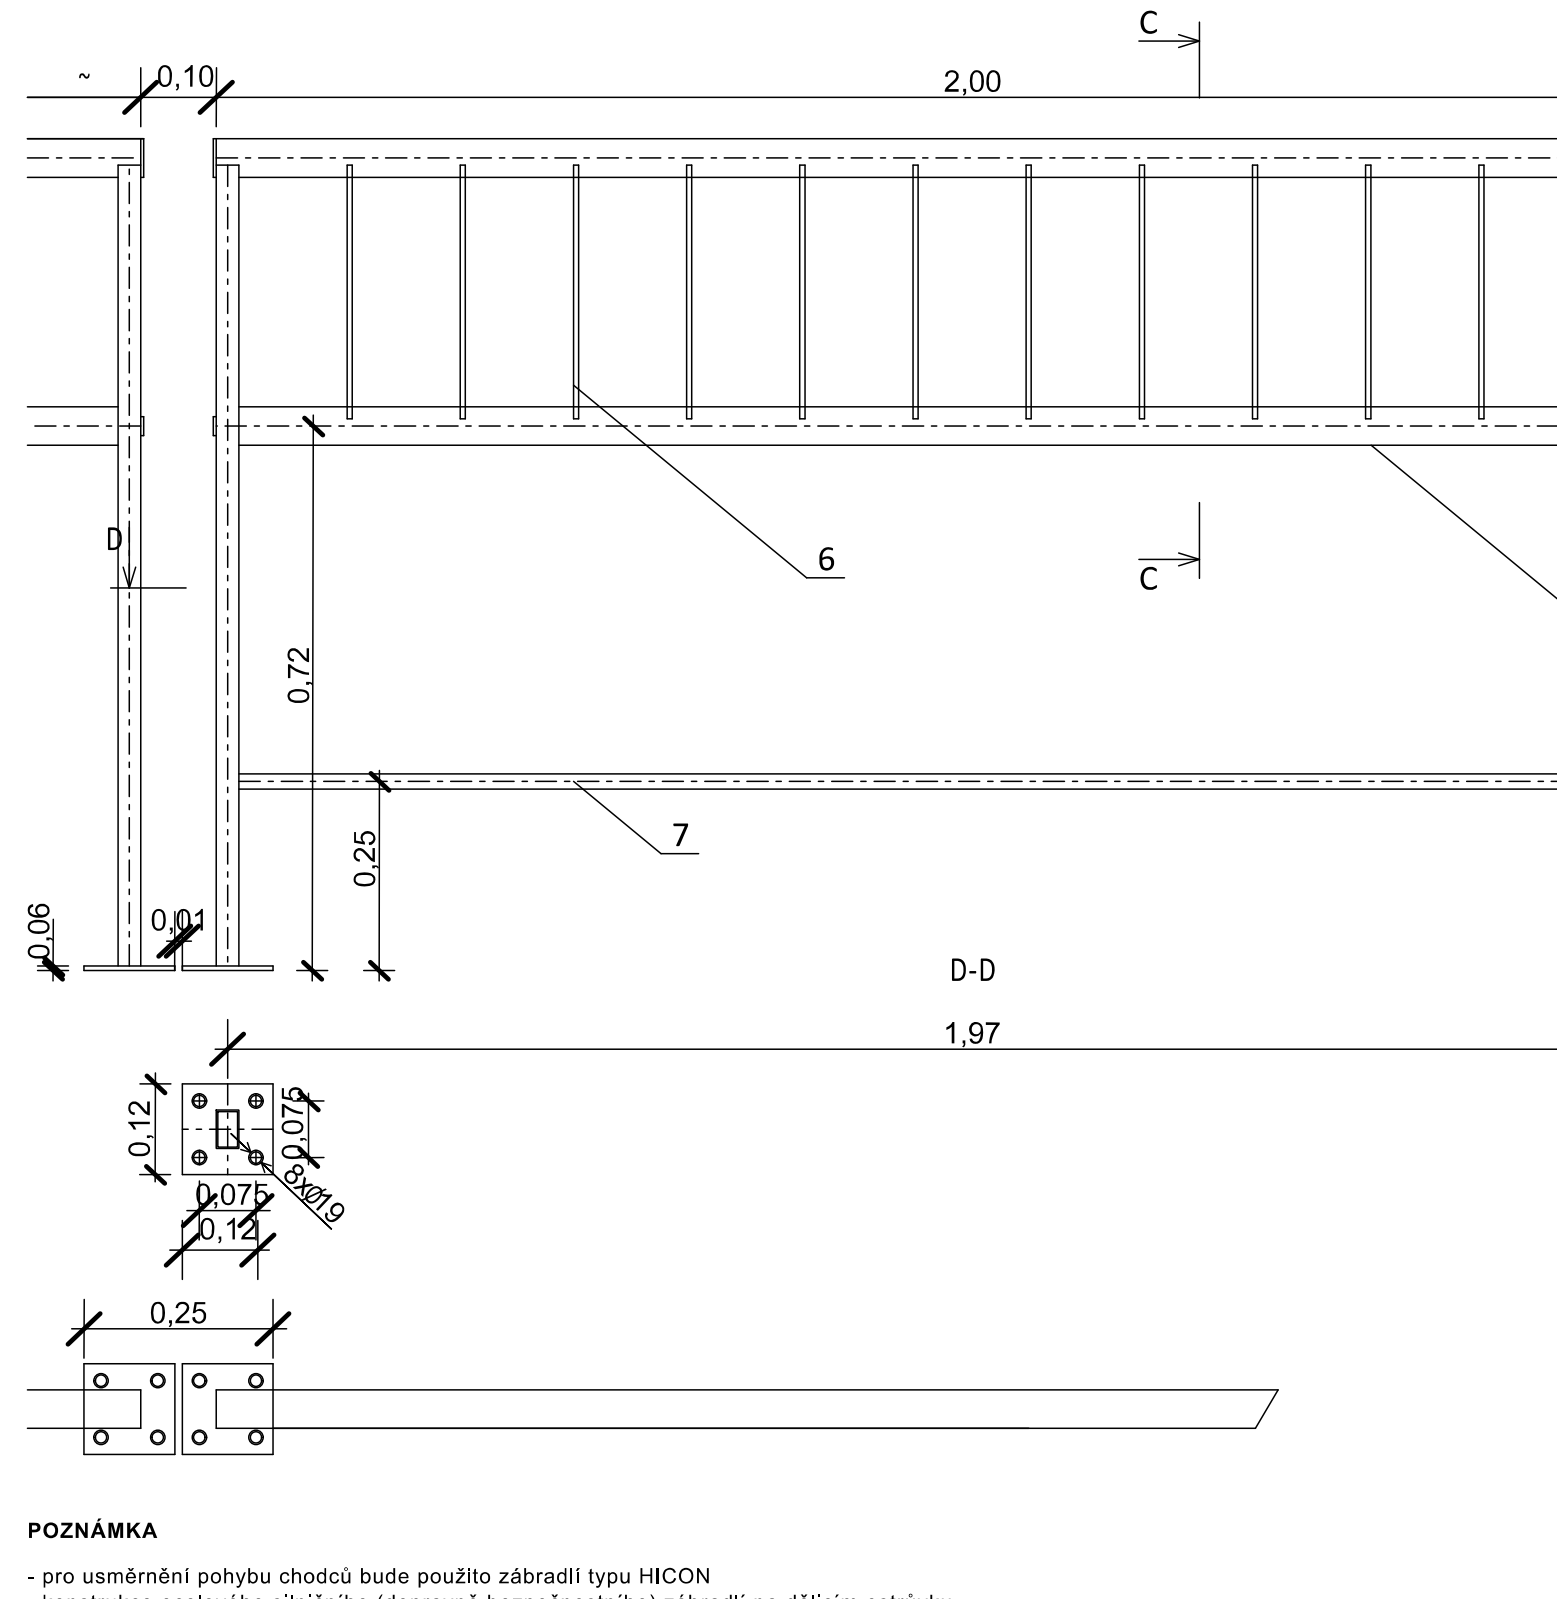 C
~
0,10
2,00
D
6
C
0,72
7
0,25
0,06
0,01
D-D
1,97
0,12
0,075
8xØ19
0,075
0,12
0,25
POZNÁMKA
- pro usměrnění pohybu chodců bude použito zábradlí typu HICON